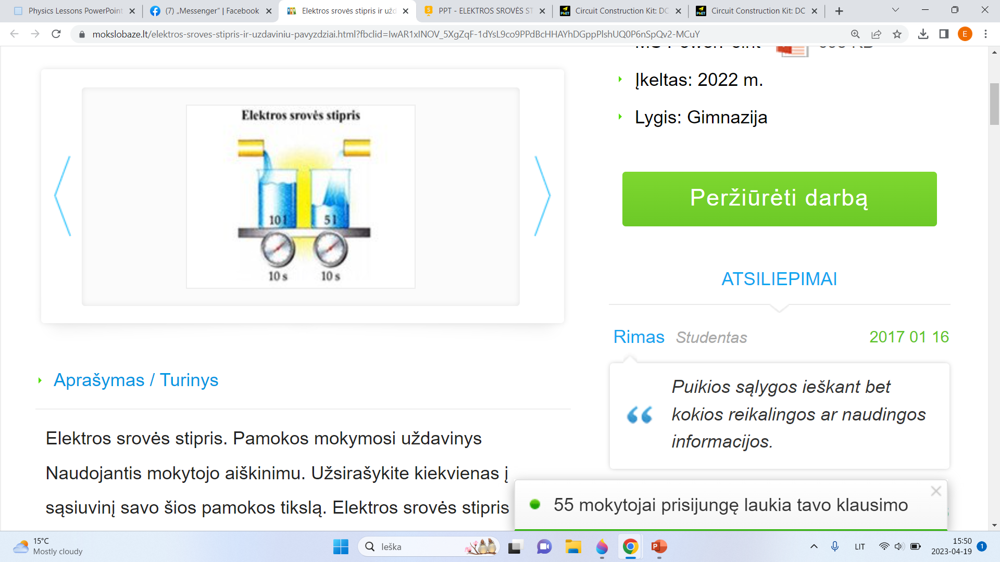 Physics Lessons PowerPoint
(7) „Messenger“ | Facebook
Elektros srovės stipris ir užd
PPT - ELEKTROS SROVĖS ST
Circuit Construction Kit: DC
Circuit Construction Kit: DC
mokslobaze.lt/elektros-sroves-stipris-ir-uzdaviniu-pavyzdziai.html?fbclid=IwAR1xINOV_5XgZqF-1dYsL9co9PPdBcHHAYhDGppPlshUQ0P6nSpQv2-MCuY
E
Įkeltas: 2022 m.
Lygis: Gimnazija
Elektros srovės stipris
10 l
5 l
10 s
10 s
Peržiūrėti darbą
ATSILIEPIMAI
Rimas Studentas 2017 01 16
Puikios sąlygos ieškant bet
kokios reikalingos ar naudingos
informacijos.
Aprašymas / Turinys
Elektros srovės stipris. Pamokos mokymosi uždavinys
Naudojantis mokytojo aiškinimu. Užsirašykite kiekvienas į
sąsiuvinį savo šios pamokos tikslą. Elektros srovės stipris
55 mokytojai prisijungę laukia tavo klausimo
15°C
Mostly cloudy
Ieška
LIT
15:50
2023-04-19
1